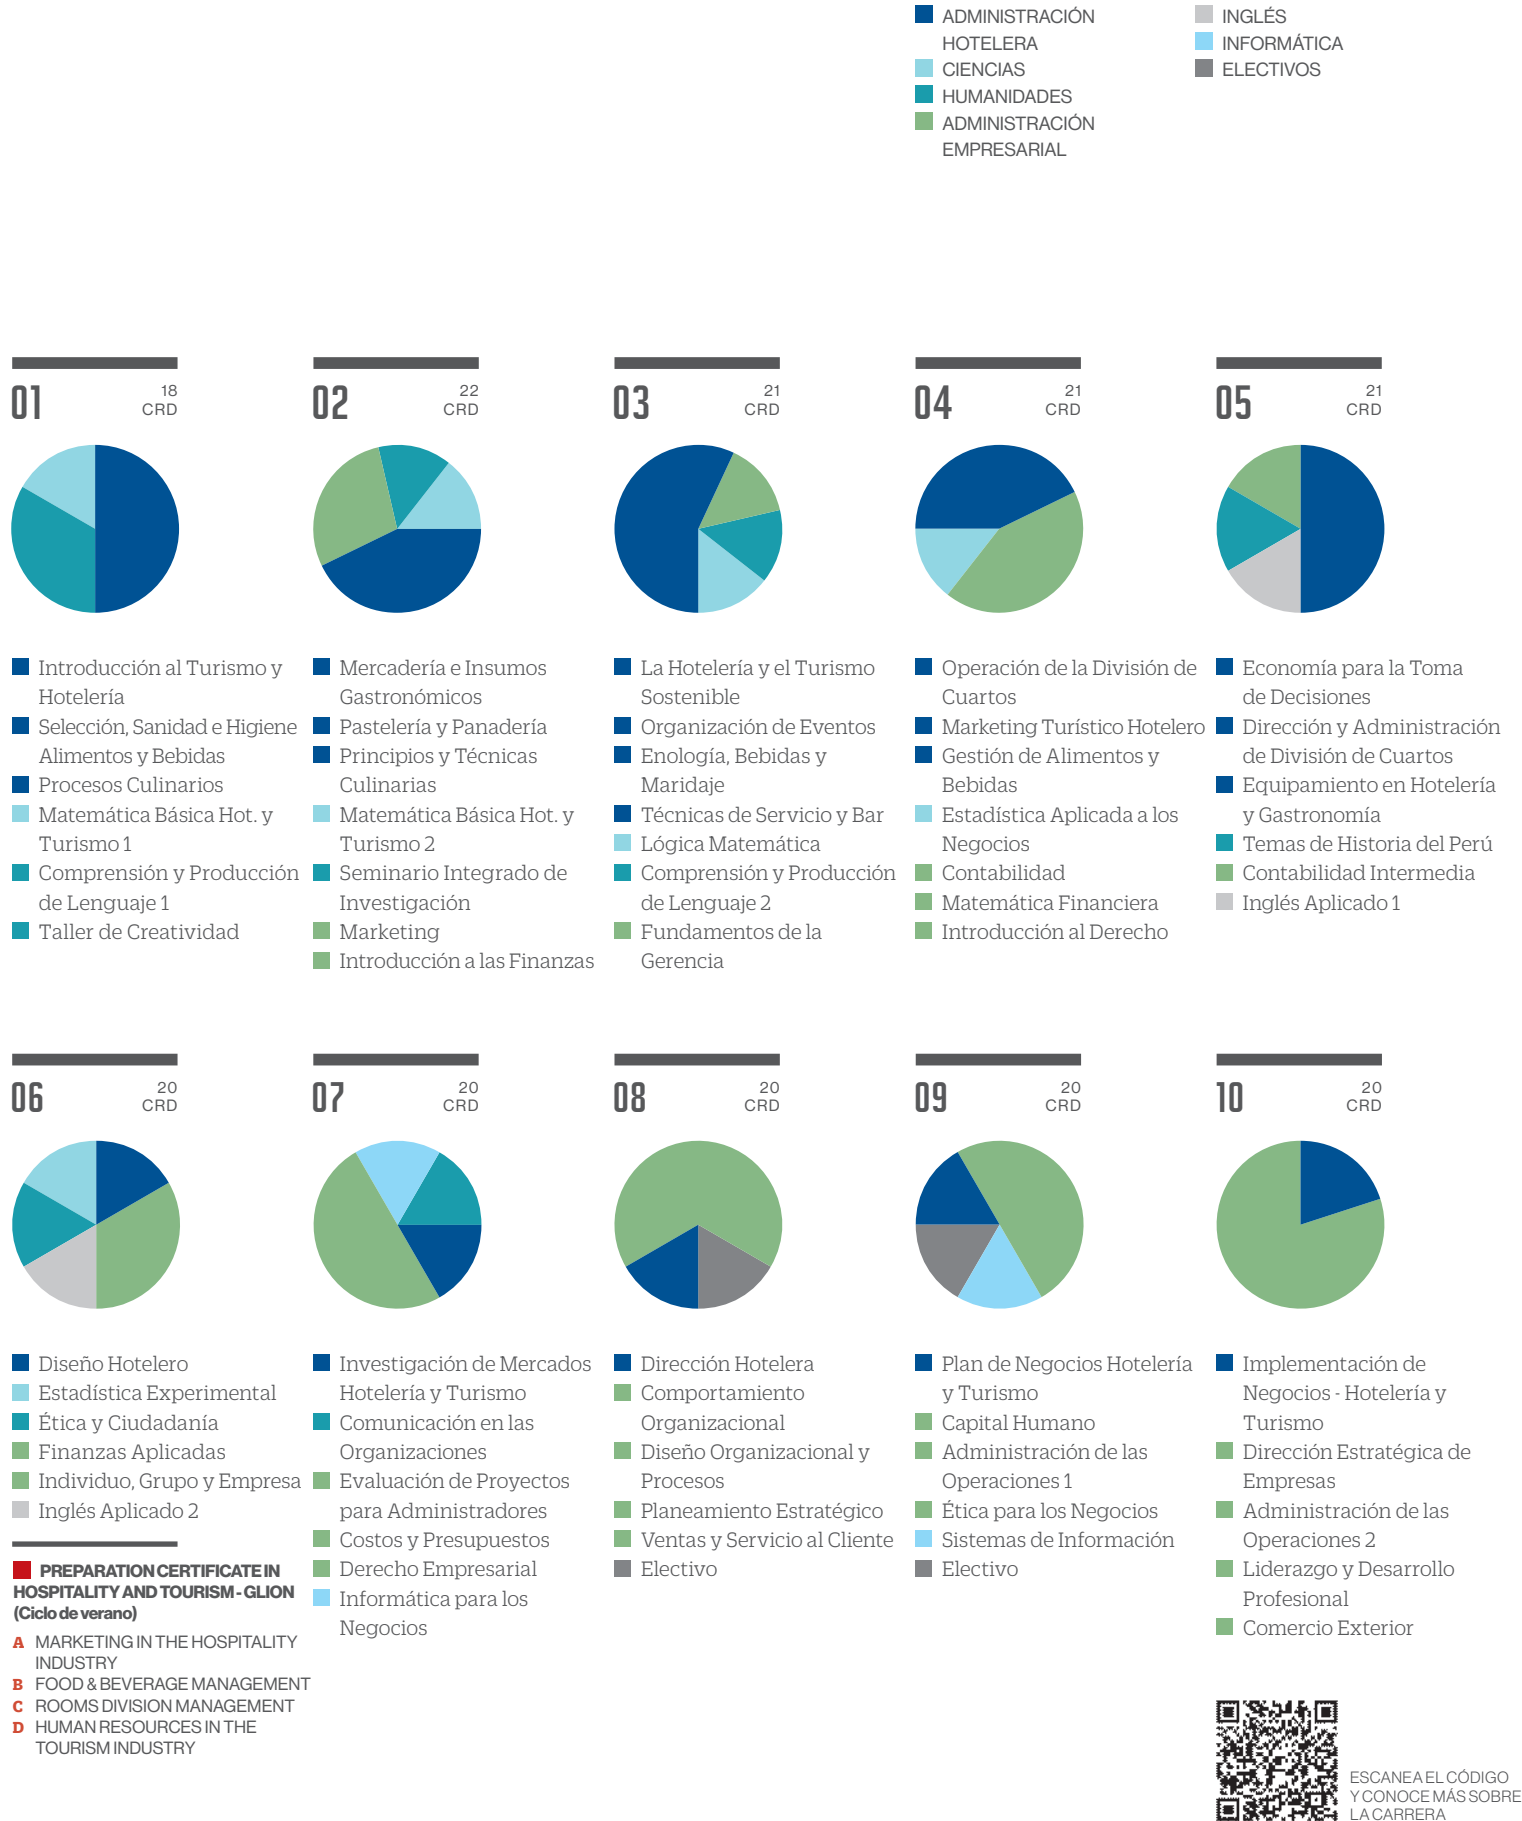 ADMINISTRACIÓN
HOTELERA
CIENCIAS
HUMANIDADES
ADMINISTRACIÓN
EMPRESARIAL
INGLÉS
INFORMÁTICA
ELECTIVOS
01
18
CRD
Introducción al Turismo y
Hotelería
Selección, Sanidad e Higiene
Alimentos y Bebidas
Procesos Culinarios
Matemática Básica Hot. y
Turismo 1
Comprensión y Producción
de Lenguaje 1
Taller de Creatividad
02
22
CRD
Mercadería e Insumos
Gastronómicos
Pastelería y Panadería
Principios y Técnicas
Culinarias
Matemática Básica Hot. y
Turismo 2
Seminario Integrado de
Investigación
Marketing
Introducción a las Finanzas
03
21
CRD
La Hotelería y el Turismo
Sostenible
Organización de Eventos
Enología, Bebidas y
Maridaje
Técnicas de Servicio y Bar
Lógica Matemática
Comprensión y Producción
de Lenguaje 2
Fundamentos de la
Gerencia
04
21
CRD
Operación de la División de
Cuartos
Marketing Turístico Hotelero
Gestión de Alimentos y
Bebidas
Estadística Aplicada a los
Negocios
Contabilidad
Matemática Financiera
Introducción al Derecho
05
21
CRD
Economía para la Toma
de Decisiones
Dirección y Administración
de División de Cuartos
Equipamiento en Hotelería
y Gastronomía
Temas de Historia del Perú
Contabilidad Intermedia
Inglés Aplicado 1
06
20
CRD
Diseño Hotelero
Estadística Experimental
Ética y Ciudadanía
Finanzas Aplicadas
Individuo, Grupo y Empresa
Inglés Aplicado 2
PREPARATION CERTIFICATE IN
HOSPITALITY AND TOURISM - GLION
(Ciclo de verano)
A MARKETING IN THE HOSPITALITY
INDUSTRY
B FOOD & BEVERAGE MANAGEMENT
C ROOMS DIVISION MANAGEMENT
D HUMAN RESOURCES IN THE
TOURISM INDUSTRY
07
20
CRD
Investigación de Mercados
Hotelería y Turismo
Comunicación en las
Organizaciones
Evaluación de Proyectos
para Administradores
Costos y Presupuestos
Derecho Empresarial
Informática para los
Negocios
08
20
CRD
Dirección Hotelera
Comportamiento
Organizacional
Diseño Organizacional y
Procesos
Planeamiento Estratégico
Ventas y Servicio al Cliente
Electivo
09
20
CRD
Plan de Negocios Hotelería
y Turismo
Capital Humano
Administración de las
Operaciones 1
Ética para los Negocios
Sistemas de Información
Electivo
10
20
CRD
Implementación de
Negocios - Hotelería y
Turismo
Dirección Estratégica de
Empresas
Administración de las
Operaciones 2
Liderazgo y Desarrollo
Profesional
Comercio Exterior
ESCANEA EL CÓDIGO
Y CONOCE MÁS SOBRE
LA CARRERA